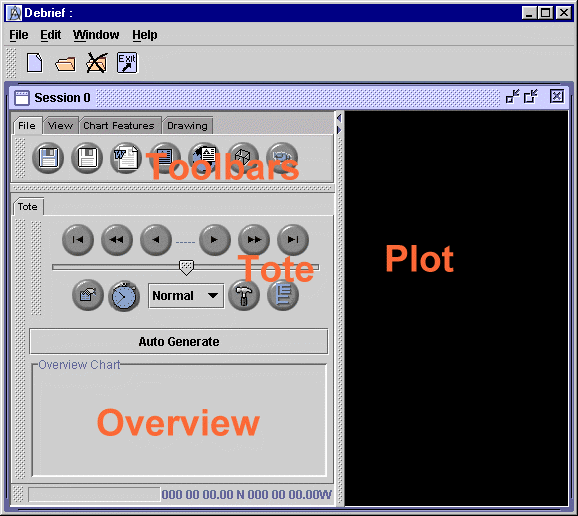 Debrief :
File Edit Window Help
Exit
Session 0
File View Chart Features Drawing
W
Toolbars
Tote
-----
Tote
Plot
Normal
Auto Generate
Overview Chart
Overview
000 00 00.00 N 000 00 00.00W